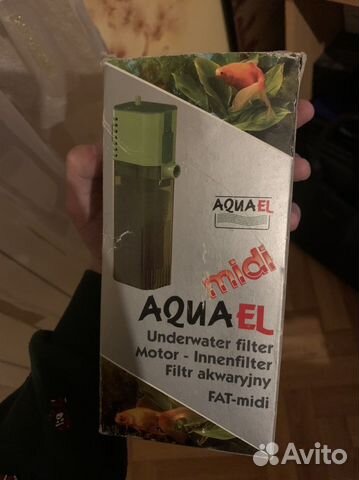 AQUAEL
midi
AQUAEL
Underwater filter
Motor - Innenfilter
Filtr akwaryjny
FAT-midi
Avito